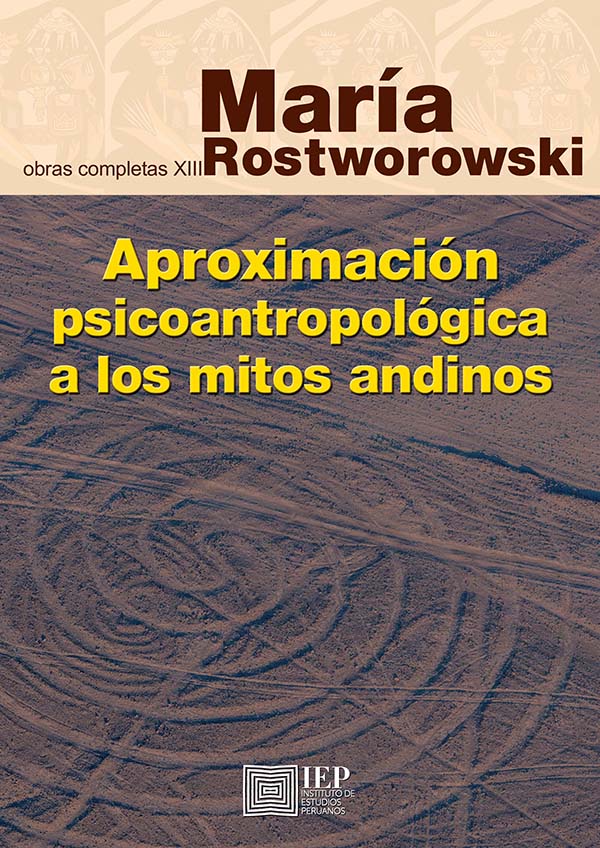 María
obras completas XIII Rostworowski
Aproximación
psicoantropológica
a los mitos andinos
IEP
INSTITUTO DE
ESTUDIOS
PERUANOS